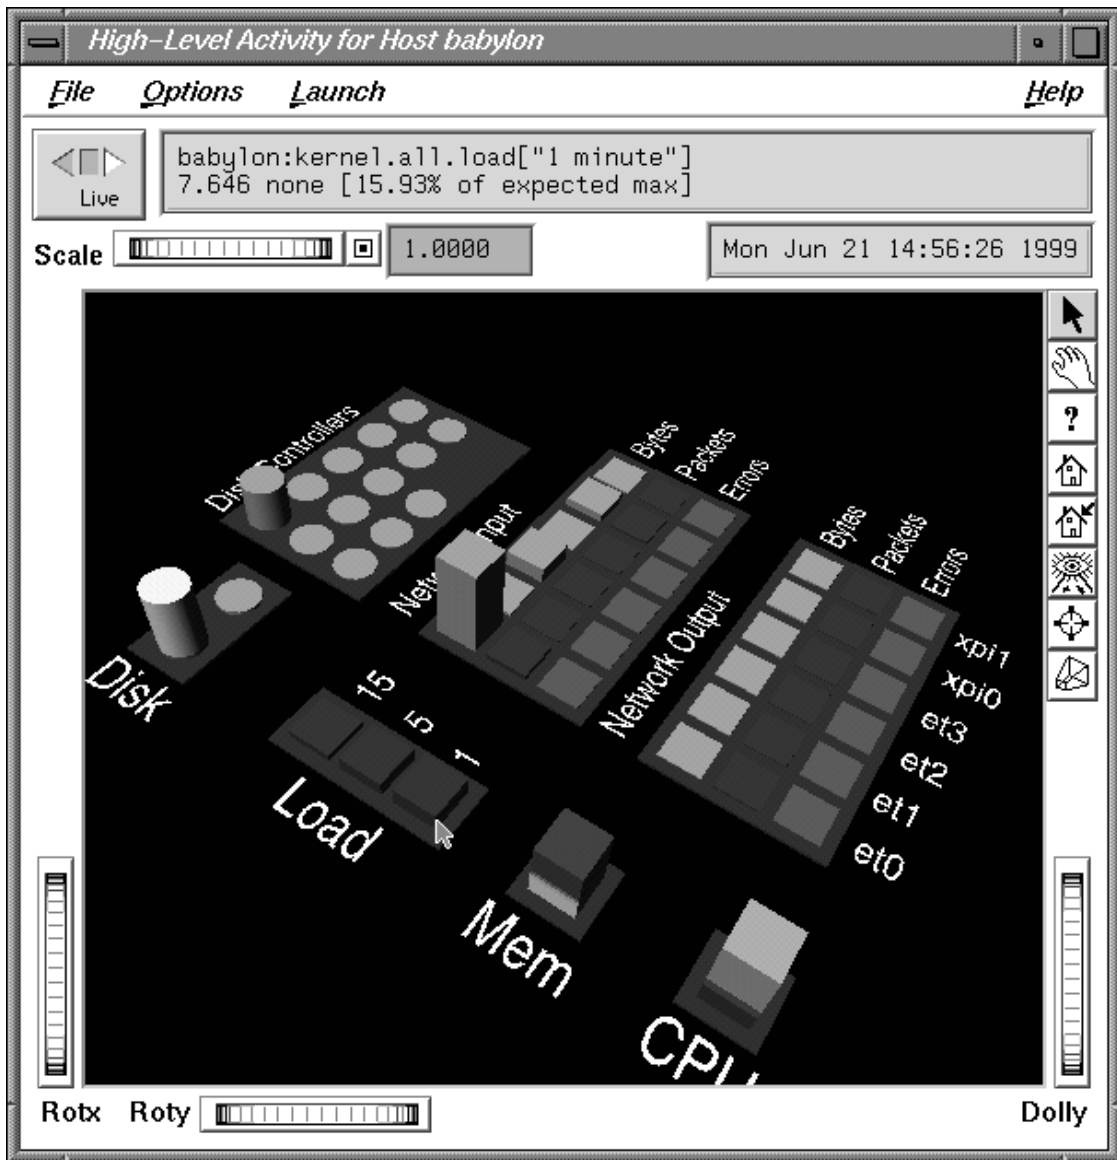 High-Level Activity for Host babylon
File Options Launch Help
babylon:kernel.all.load["1 minute"]
7.646 none [15.93% of expected max]
Live
Scale 1.0000 Mon Jun 21 14:56:26 1999
?
Controllers
Bytes Packets Errors
Bytes Packets Errors
Network Output
xpi1
xpi0
et3
et2
et1
et0
Disk
15 5 1
Load
Mem
CPU
Rotx Roty Dolly